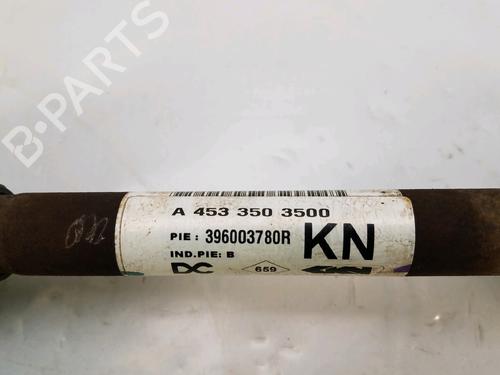 B-PARTS
A 453 350 3500
PIE : 396003780R
KN
IND.PIE: B
DC
659